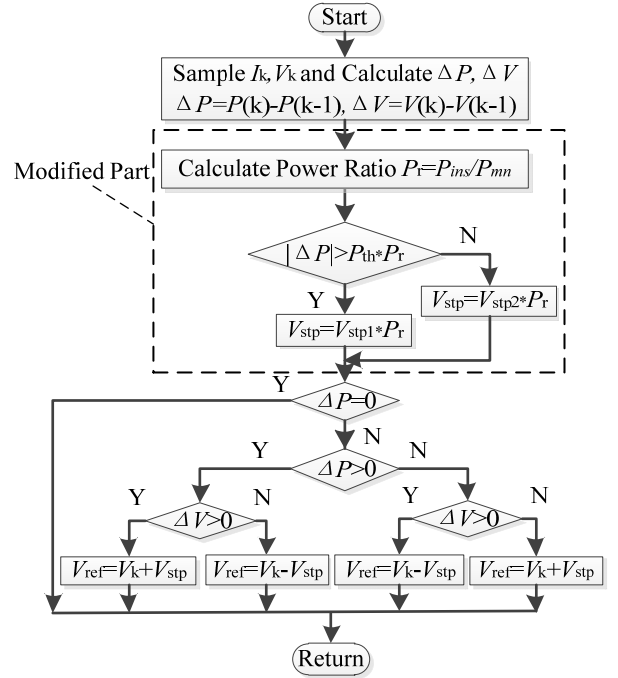 Start
Sample Ik,Vk and Calculate ΔP, ΔV
ΔP=P(k)-P(k-1), ΔV=V(k)-V(k-1)
Modified Part
Calculate Power Ratio Pr=Pins/Pmn
|ΔP|>Pth*Pr
N
Y
Vstp=Vstp2*Pr
Vstp=Vstp1*Pr
Y
ΔP=0
N
Y
ΔP>0
N
Y
ΔV>0
N
Y
ΔV>0
N
Vref=Vk+Vstp
Vref=Vk-Vstp
Vref=Vk-Vstp
Vref=Vk+Vstp
Return